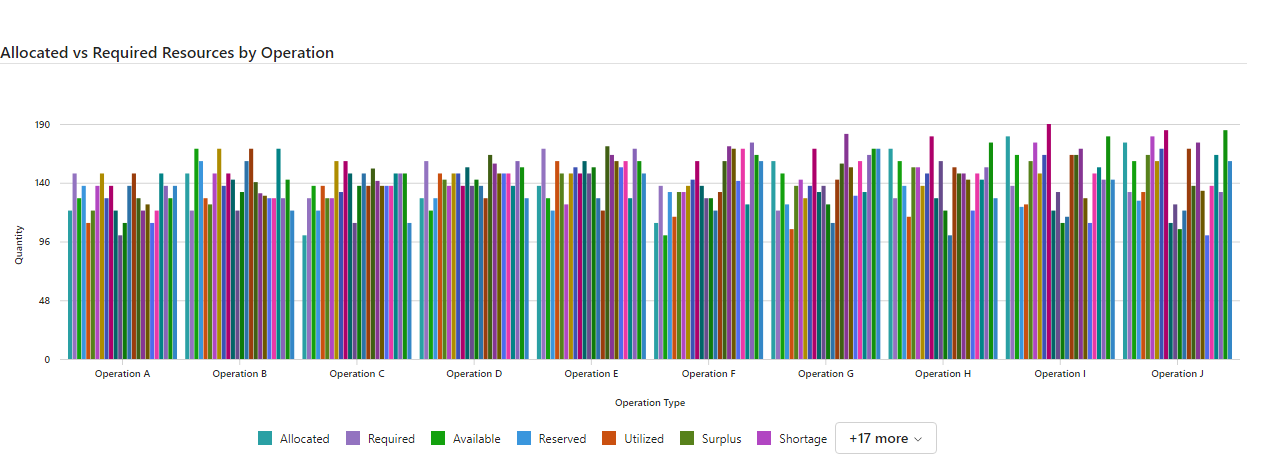 Allocated vs Required Resources by Operation
190
140
96
48
0
Quantity
Operation A Operation B Operation C Operation D Operation E Operation F Operation G Operation H Operation I Operation J
Operation Type
Allocated Required Available Reserved Utilized Surplus Shortage +17 more